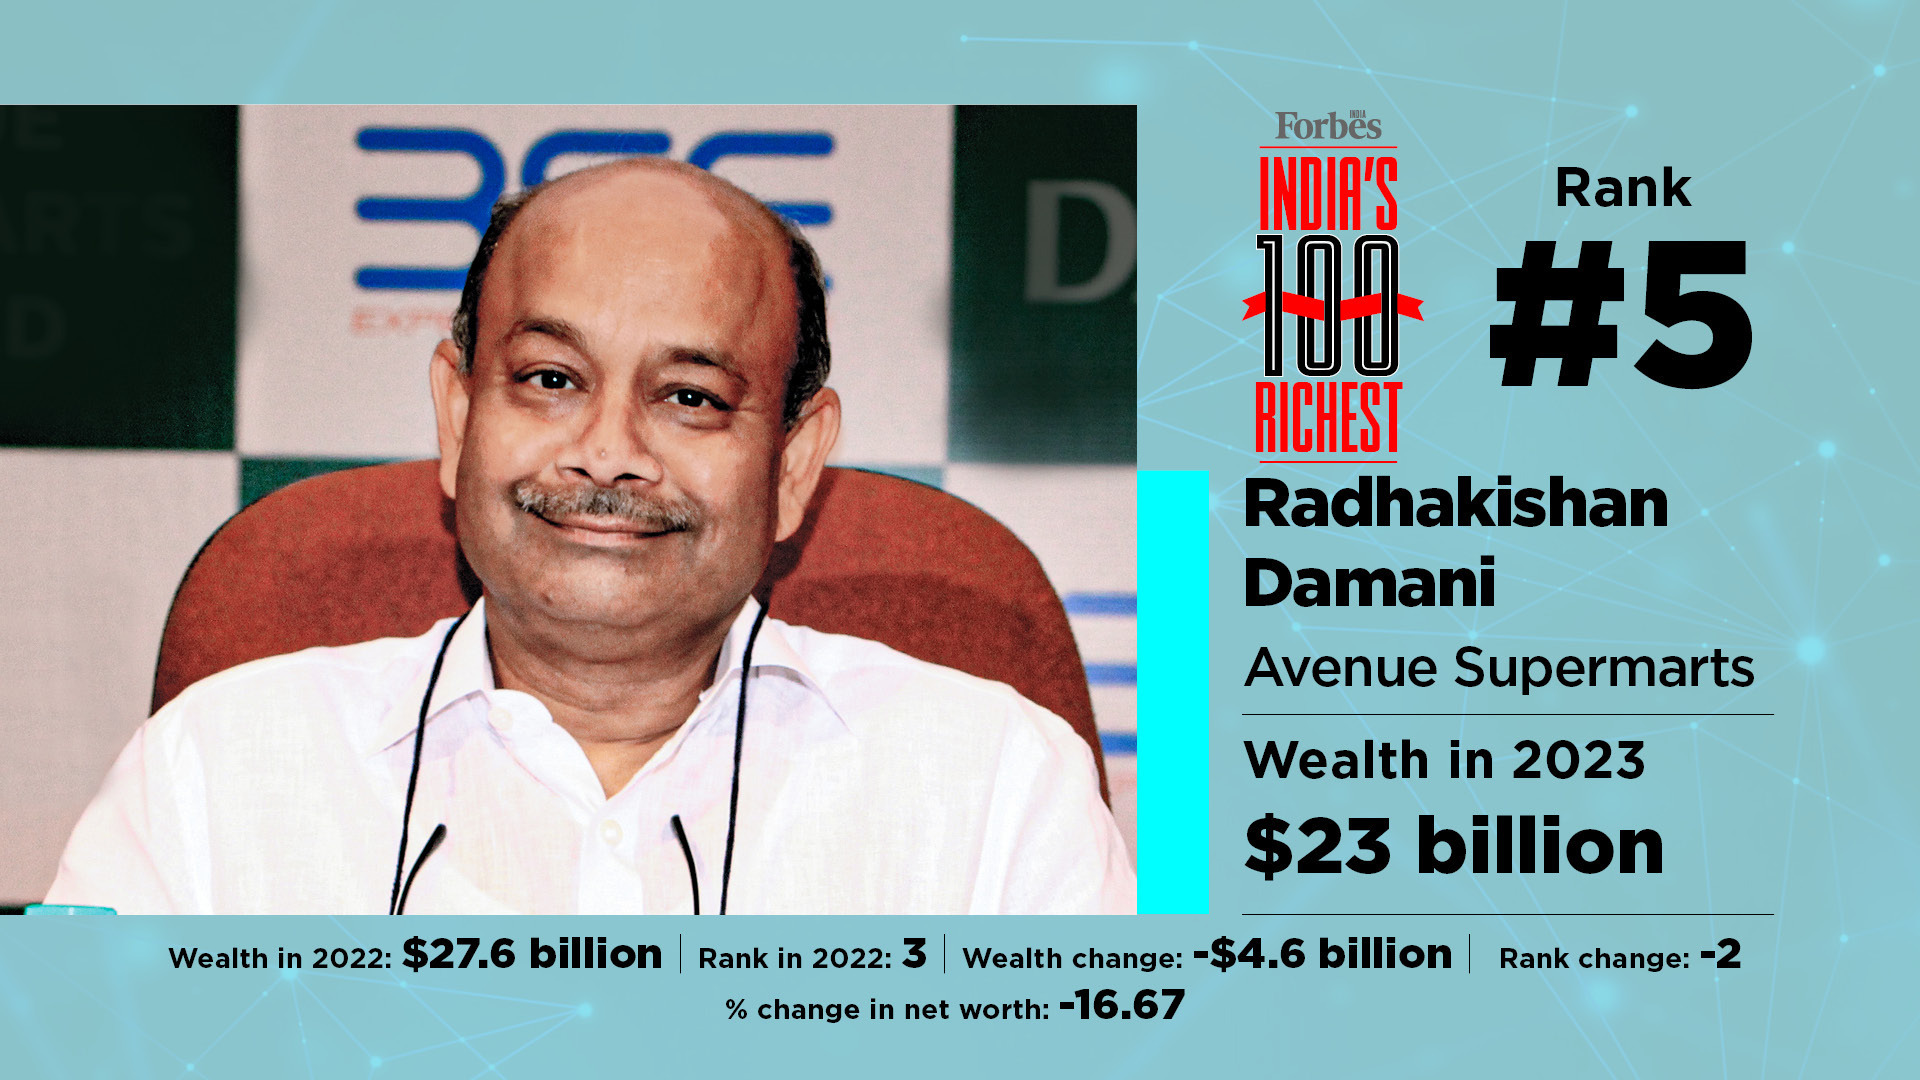 Forbes
INDIA
INDIA'S
100
RICHEST
Rank
#5
Radhakishan
Damani
Avenue Supermarts
Wealth in 2023
$23 billion
Wealth in 2022: $27.6 billion | Rank in 2022: 3 | Wealth change: -$4.6 billion | Rank change: -2
% change in net worth: -16.67
ARTS
D
D